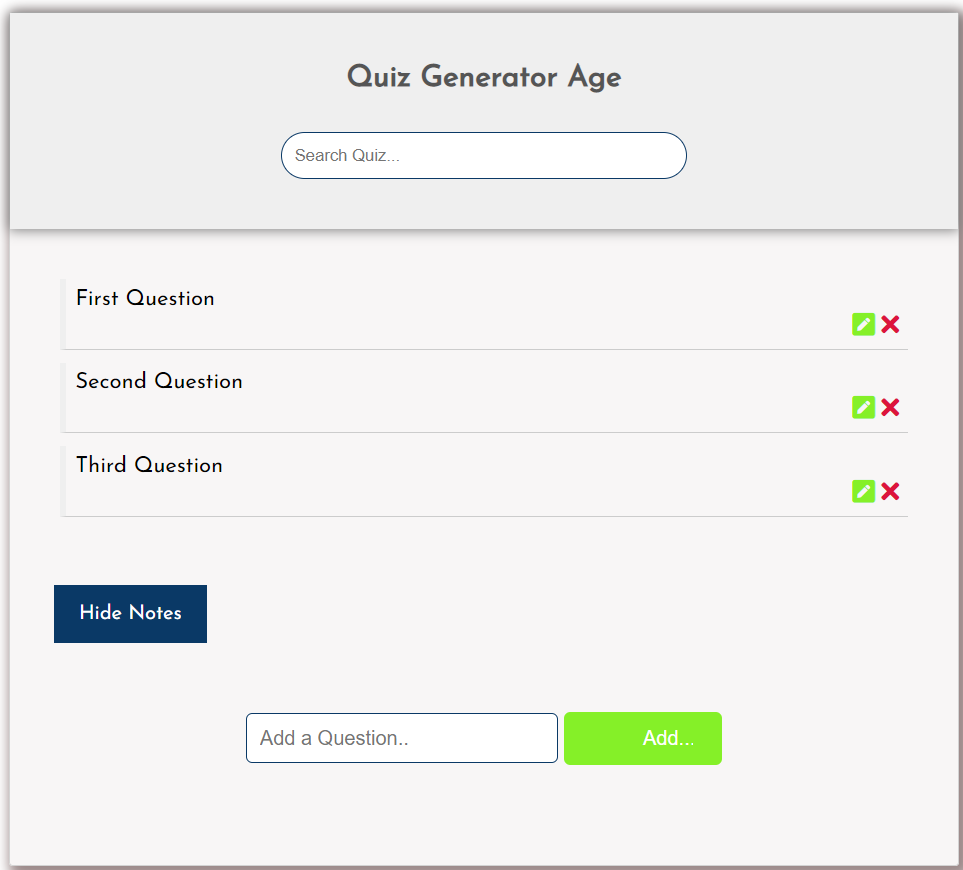 Quiz Generator Age
Search Quiz...
First Question
Second Question
Third Question
Hide Notes
Add a Question..
Add...